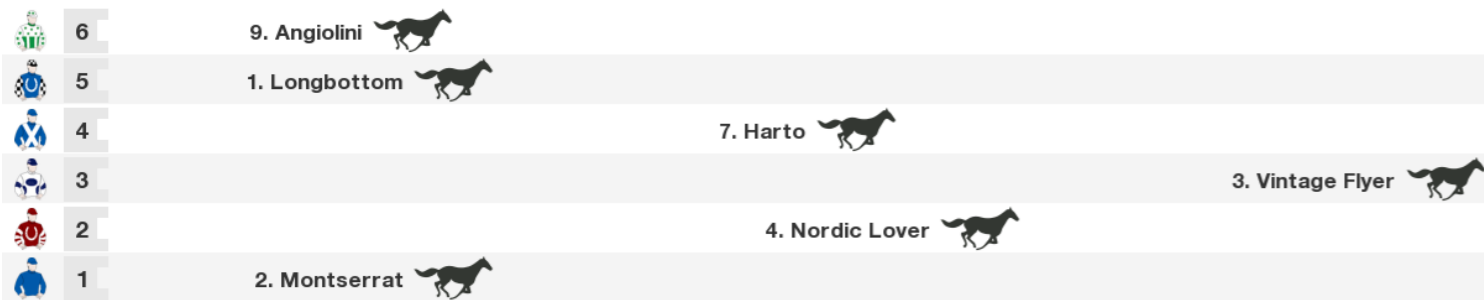 6 9. Angiolini
5 1. Longbottom
4 7. Harto
3 3. Vintage Flyer
2 4. Nordic Lover
1 2. Montserrat